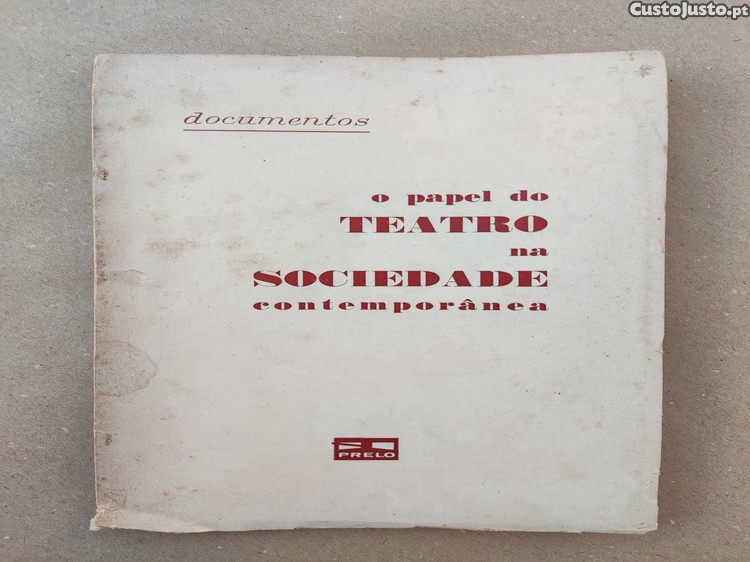 CustoJusto.pt
documentos
o papel do
TEATRO
na
SOCIEDADE
contemporânea
PRELO